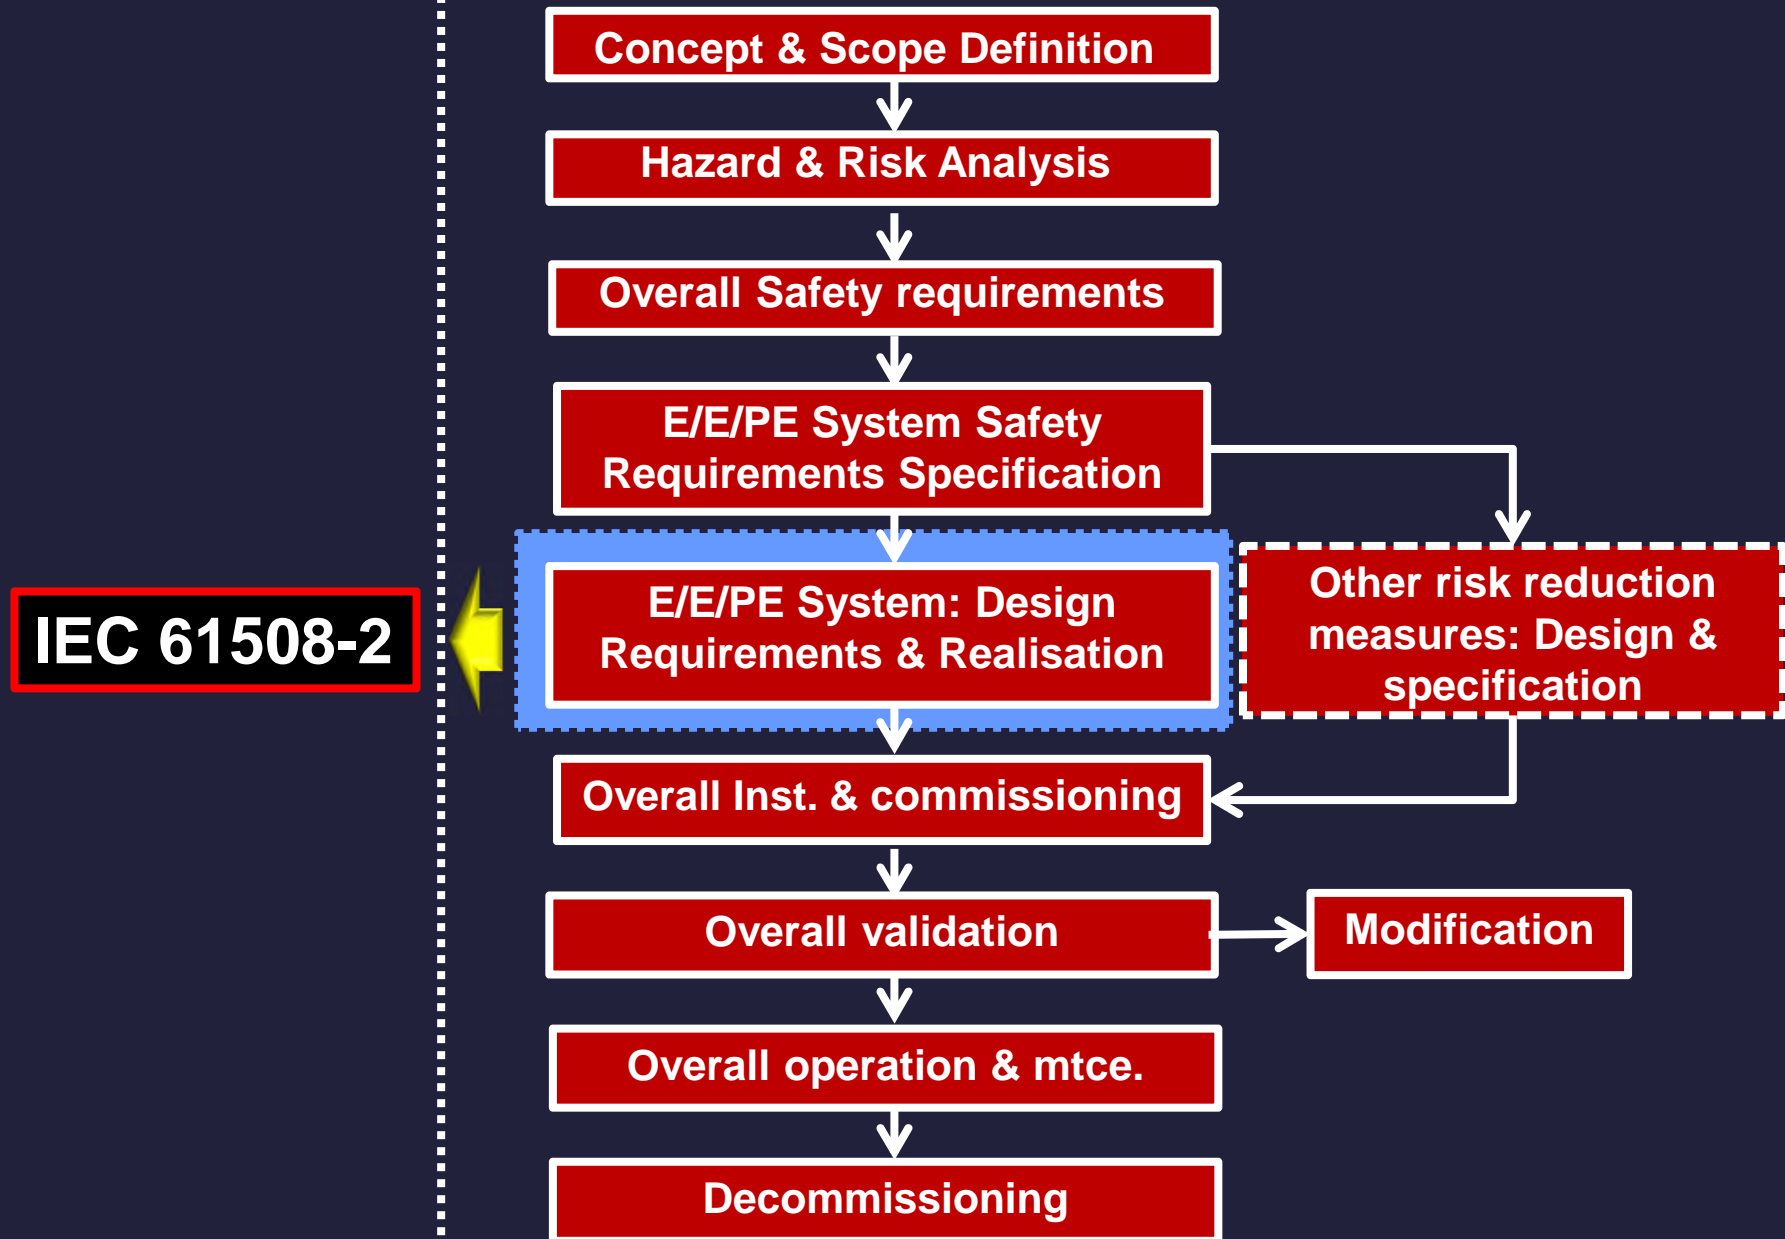 Concept & Scope Definition
Hazard & Risk Analysis
Overall Safety requirements
E/E/PE System Safety
Requirements Specification
IEC 61508-2
E/E/PE System: Design
Requirements & Realisation
Other risk reduction
measures: Design &
specification
Overall Inst. & commissioning
Overall validation
Modification
Overall operation & mtce.
Decommissioning